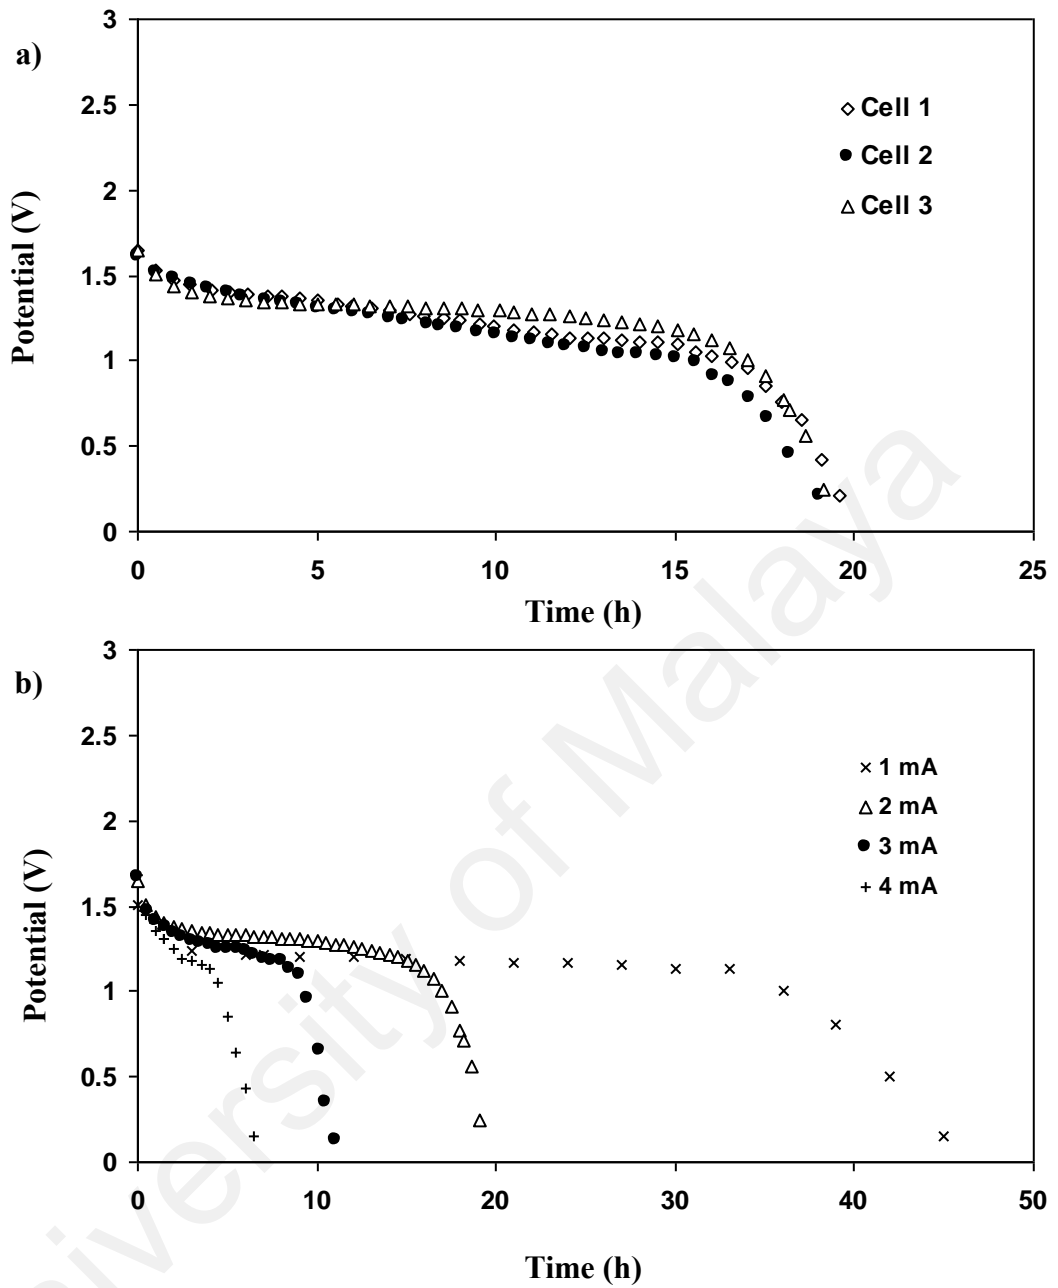 a)
3
2.5
2
1.5
1
0.5
0
Potential (V)
◇ Cell 1
● Cell 2
△ Cell 3
0 5 10 15 20 25
Time (h)
b)
3
2.5
2
1.5
1
0.5
0
Potential (V)
× 1 mA
△ 2 mA
● 3 mA
+ 4 mA
0 10 20 30 40 50
Time (h)
iversity of Malaya